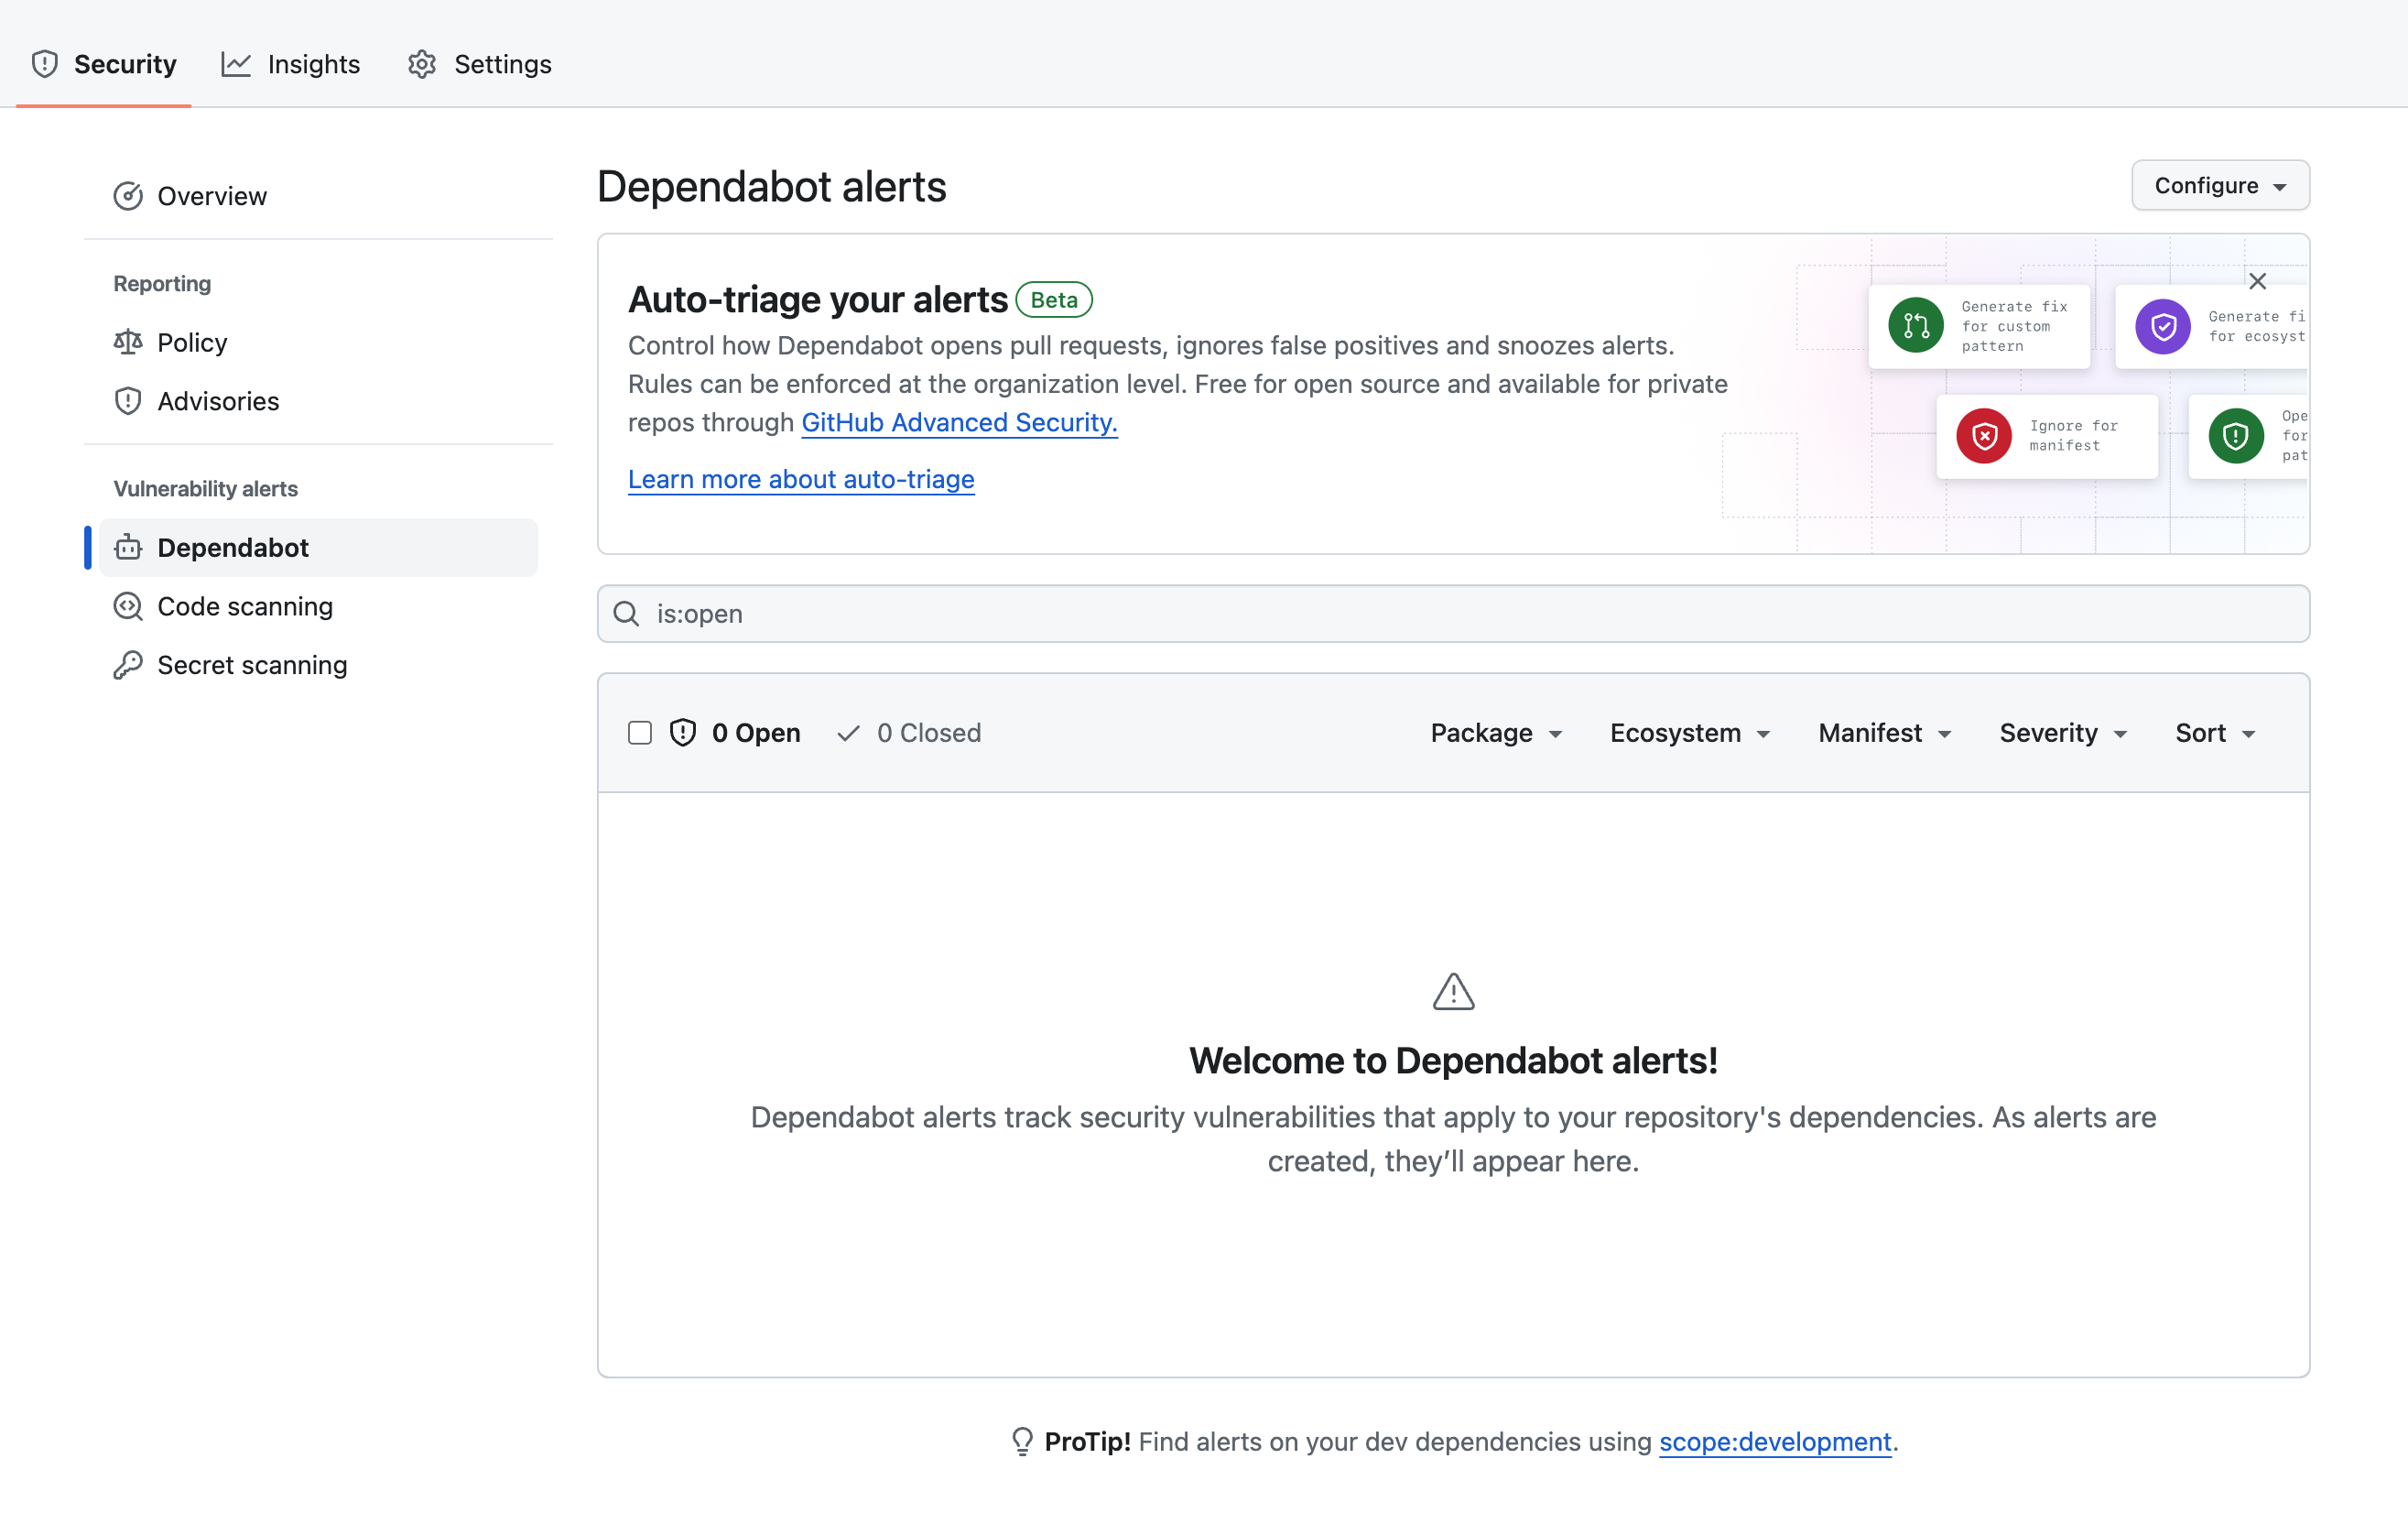 Security Insights Settings
Overview
Reporting
Policy
Advisories
Vulnerability alerts
Dependabot
Code scanning
Secret scanning
Dependabot alerts
Configure
Auto-triage your alerts Beta
Control how Dependabot opens pull requests, ignores false positives and snoozes alerts.
Rules can be enforced at the organization level. Free for open source and available for private
repos through GitHub Advanced Security.
Learn more about auto-triage
Generate fix
for custom
pattern
Generate fi
for ecosyst
Ignore for
manifest
Ope
for
pat
is:open
0 Open 0 Closed
Package Ecosystem Manifest Severity Sort
Welcome to Dependabot alerts!
Dependabot alerts track security vulnerabilities that apply to your repository's dependencies. As alerts are
created, they’ll appear here.
ProTip! Find alerts on your dev dependencies using scope:development.